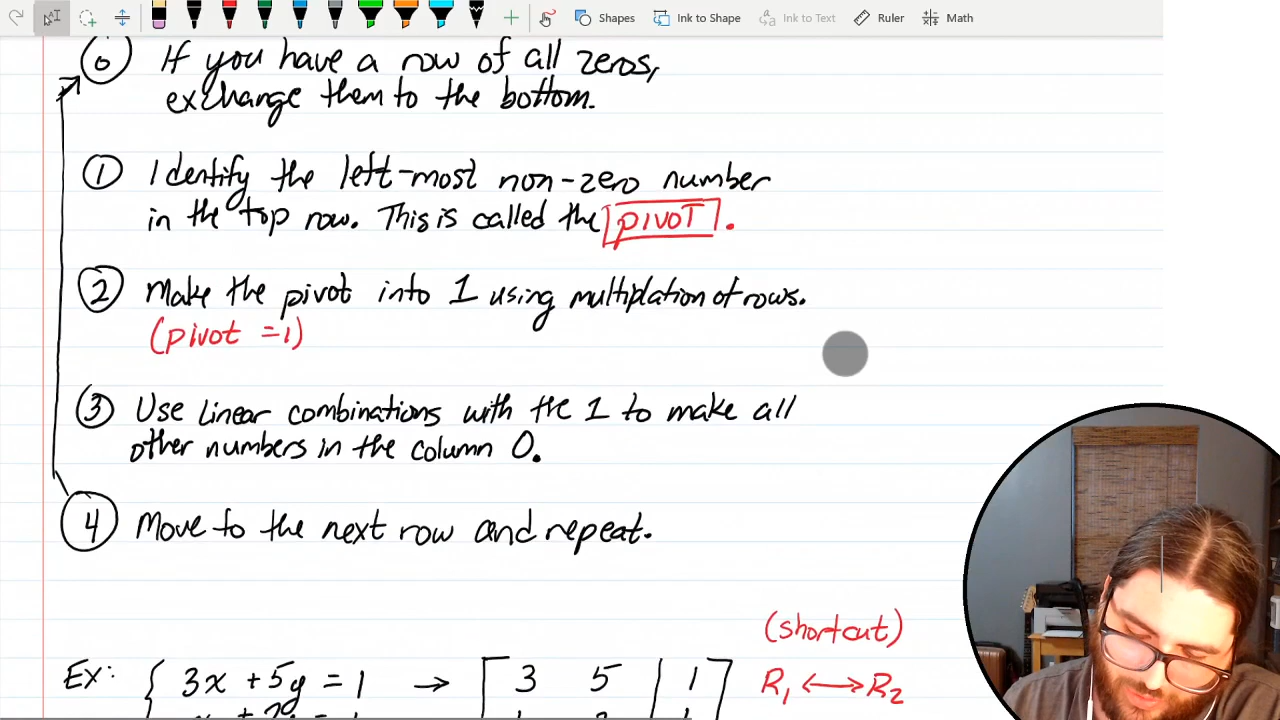 Shapes
Ink to Shape
Ink to Text
Ruler
Math
0 If you have a row of all zeros,
exchange them to the bottom.
1 Identify the left-most non-zero number
in the top row. This is called the pivot.
2 Make the pivot into 1 using multiplation of rows.
(pivot = 1)
3 Use linear combinations with the 1 to make all
other numbers in the column 0.
4 Move to the next row and repeat.
(shortcut)
Ex: { 3x + 5y = 1 → [ 3 5 | 1 ] R₁ ↔ R₂